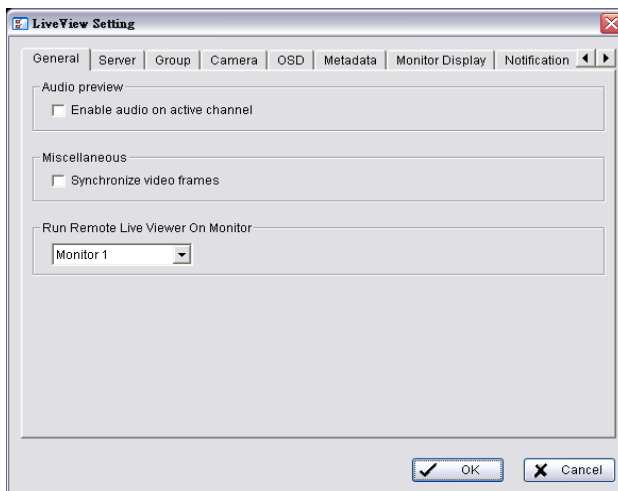 LiveView Setting
General Server Group Camera OSD Metadata Monitor Display Notification
Audio preview
Enable audio on active channel
Miscellaneous
Synchronize video frames
Run Remote Live Viewer On Monitor
Monitor 1
OK Cancel